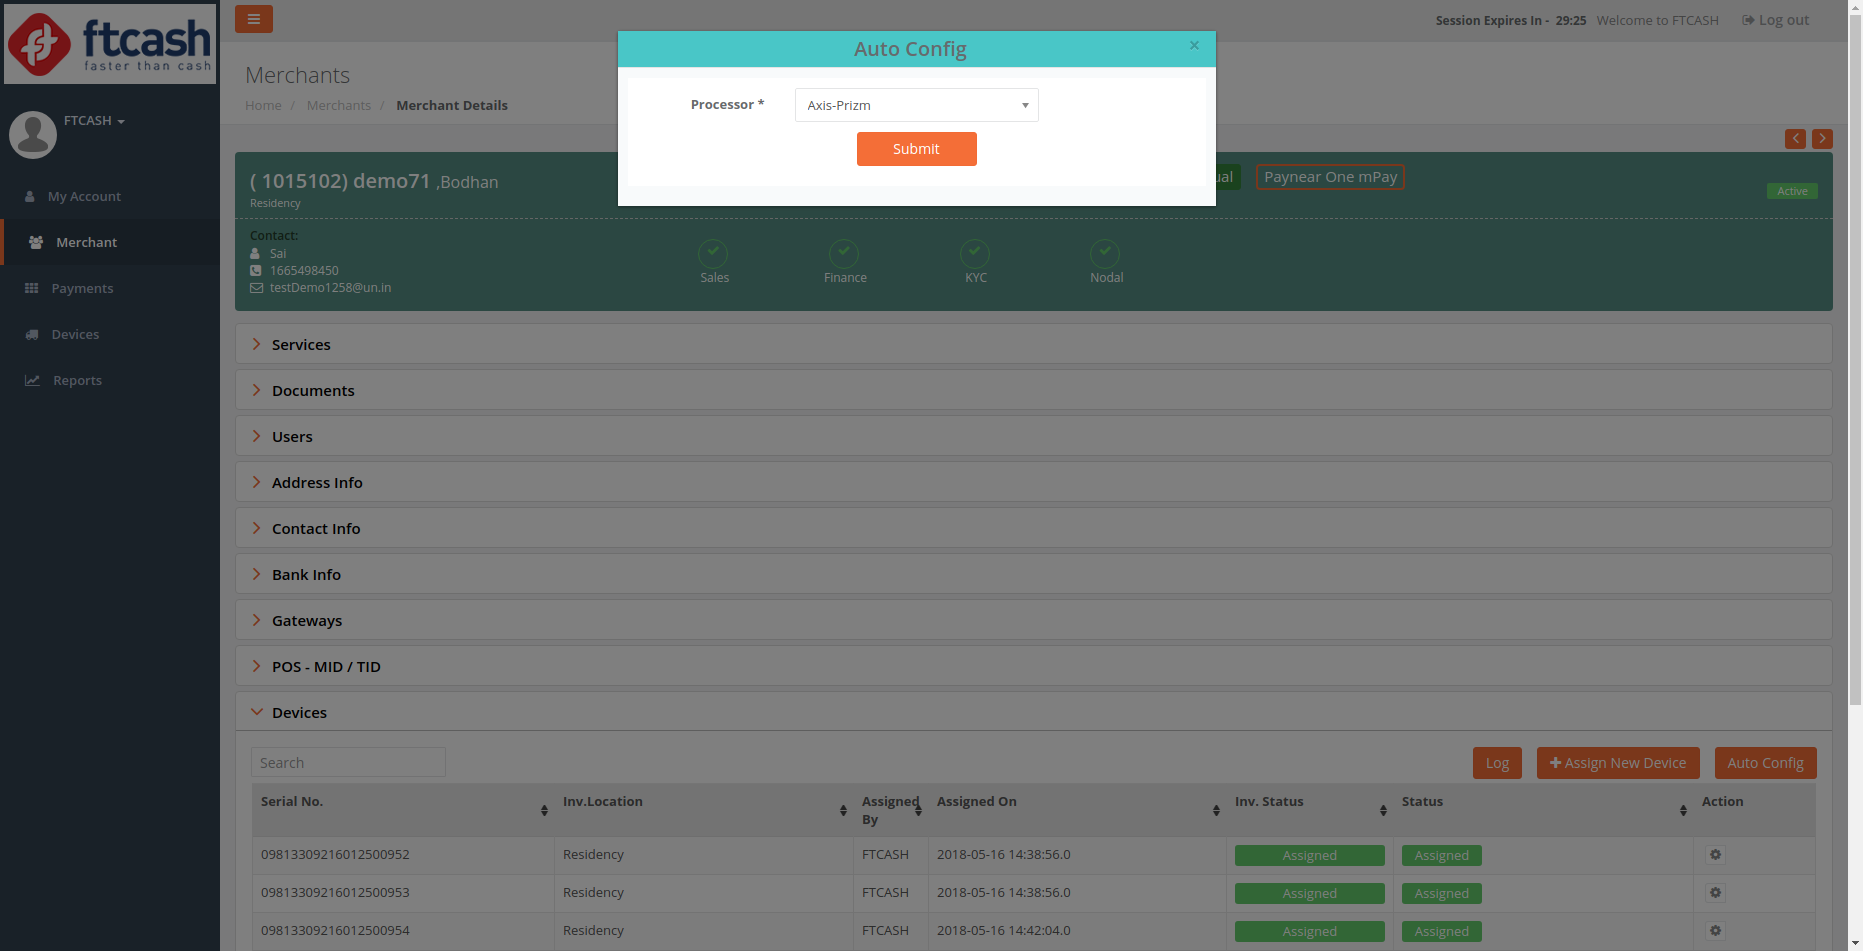 ftcash
faster than cash
FTCASH
My Account
Merchant
Payments
Devices
Reports
Session Expires In - 29:25 Welcome to FTCASH Log out
Merchants
Home / Merchants / Merchant Details
Auto Config ×
Processor * Axis-Prizm
Submit
( 1015102) demo71 ,Bodhan
Residency
ual Paynear One mPay
Active
Contact:
Sai
1665498450
testDemo1258@un.in
Sales Finance KYC Nodal
Services
Documents
Users
Address Info
Contact Info
Bank Info
Gateways
POS - MID / TID
Devices
Search Log Assign New Device Auto Config
Serial No. Inv.Location Assigned By Assigned On Inv. Status Status Action
09813309216012500952 Residency FTCASH 2018-05-16 14:38:56.0 Assigned Assigned
09813309216012500953 Residency FTCASH 2018-05-16 14:38:56.0 Assigned Assigned
09813309216012500954 Residency FTCASH 2018-05-16 14:42:04.0 Assigned Assigned